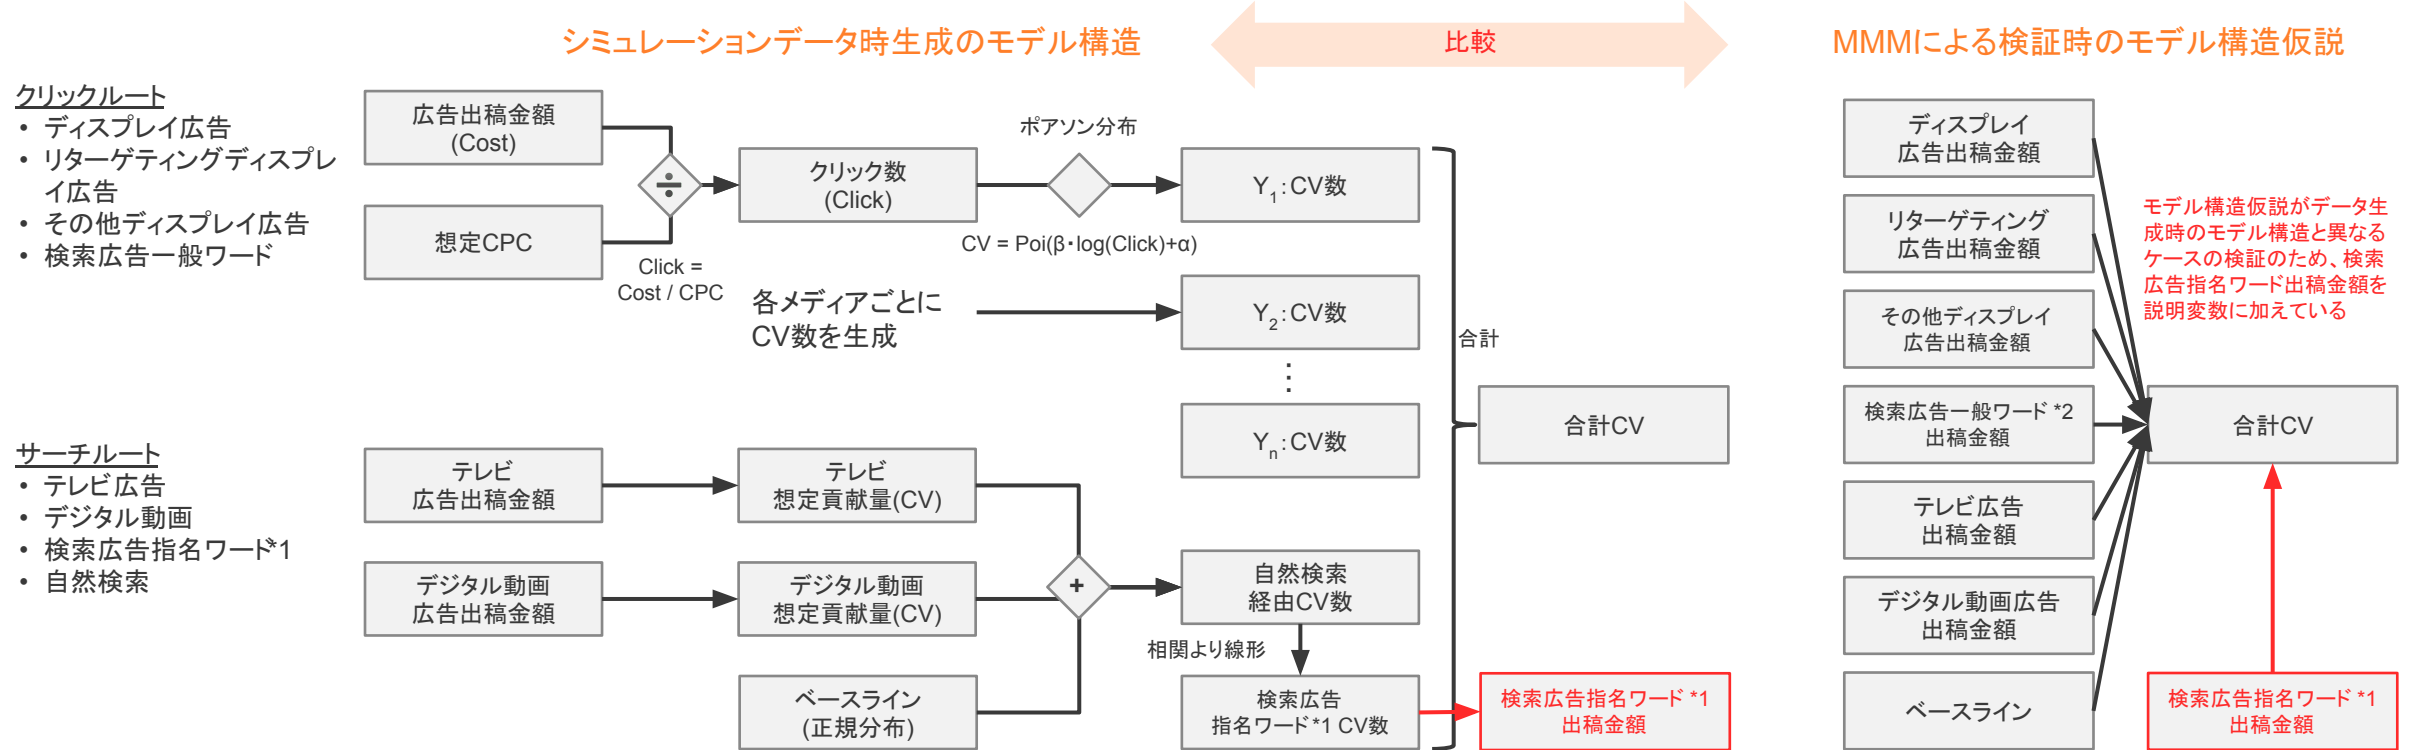 シミュレーションデータ時生成のモデル構造
比較
MMMによる検証時のモデル構造仮説
クリックルート
• ディスプレイ広告
• リターゲティングディスプレ
イ広告
• その他ディスプレイ広告
• 検索広告一般ワード
広告出稿金額
(Cost)
想定CPC
÷
Click =
Cost / CPC
クリック数
(Click)
ポアソン分布
CV = Poi(β・log(Click)+α)
各メディアごとに
CV数を生成
Y1：CV数
Y2：CV数
⋮
Yn：CV数
合計
合計CV
サーチルート
• テレビ広告
• デジタル動画
• 検索広告指名ワード*1
• 自然検索
テレビ
広告出稿金額
テレビ
想定貢献量(CV)
デジタル動画
広告出稿金額
デジタル動画
想定貢献量(CV)
ベースライン
(正規分布)
+
自然検索
経由CV数
相関より線形
検索広告
指名ワード*1 CV数
検索広告指名ワード *1
出稿金額
ディスプレイ
広告出稿金額
リターゲティング
広告出稿金額
その他ディスプレイ
広告出稿金額
検索広告一般ワード *2
出稿金額
テレビ広告
出稿金額
デジタル動画広告
出稿金額
ベースライン
モデル構造仮説がデータ生
成時のモデル構造と異なる
ケースの検証のため、検索
広告指名ワード出稿金額を
説明変数に加えている
合計CV
検索広告指名ワード *1
出稿金額